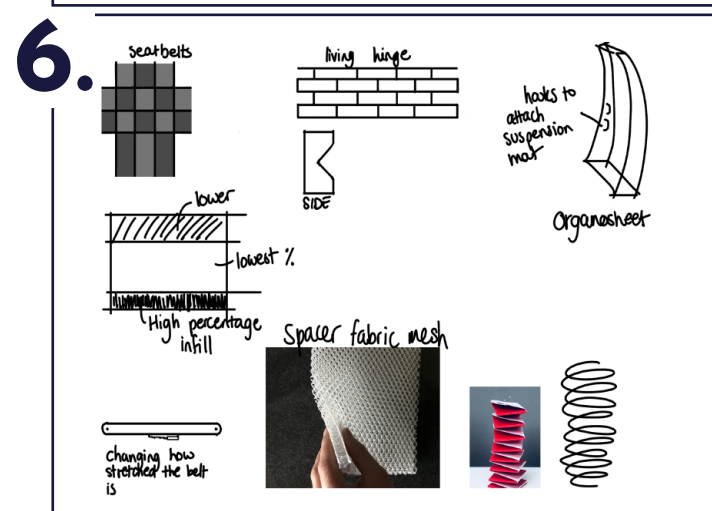 6.
seatbelts
living hinge
hooks to
attach
suspension
mat
SIDE
Organosheet
lower
lowest %
High percentage
infill
Spacer fabric mesh
Changing how
stretched the belt
is